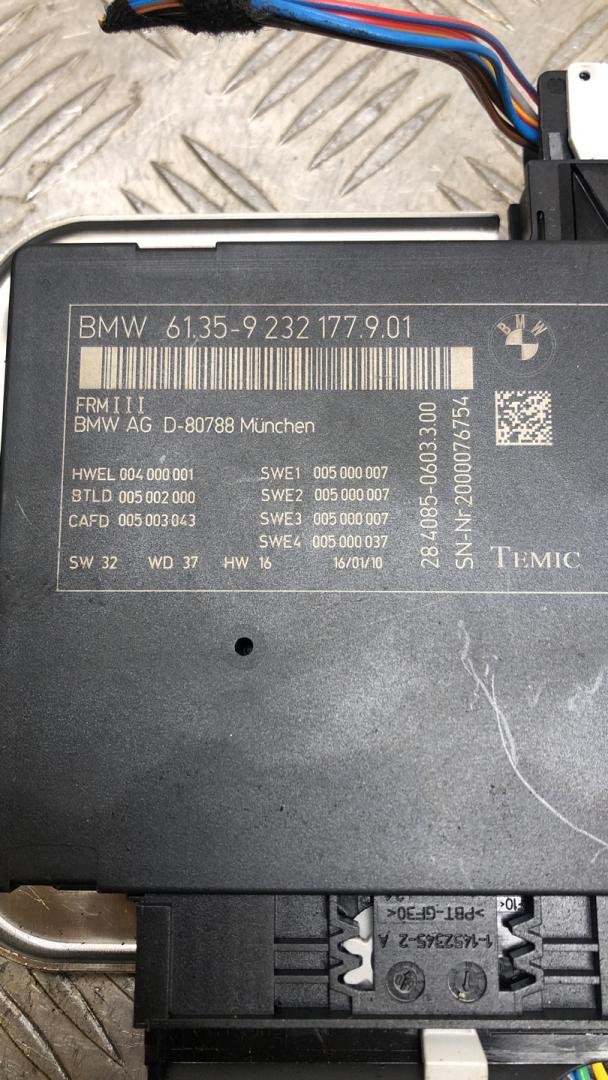 BMW 61.35-9 232 177.9.01
BMW
FRM III
BMW AG D-80788 München
HWEL 004 000 001
BTLD 005 002 000
CAFD 005 003 043
SWE1 005 000 007
SWE2 005 000 007
SWE3 005 000 007
SWE4 005 000 037
SW 32 WD 37 HW 16 16/01/10
28.4085-0603.3.00
SN-Nr 2000076754
TEMIC
>PBT-GF30<
1-1452345-2 A